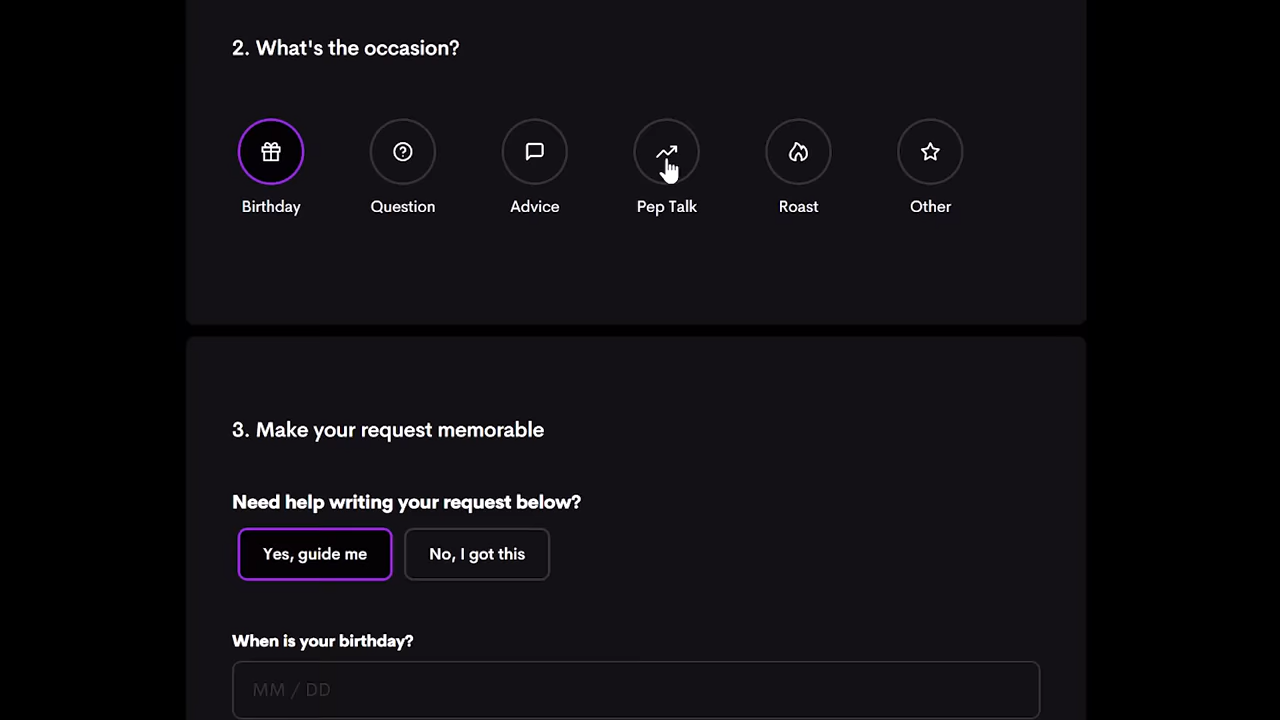 2. What's the occasion?
Birthday Question Advice Pep Talk Roast Other
3. Make your request memorable
Need help writing your request below?
Yes, guide me No, I got this
When is your birthday?
MM / DD